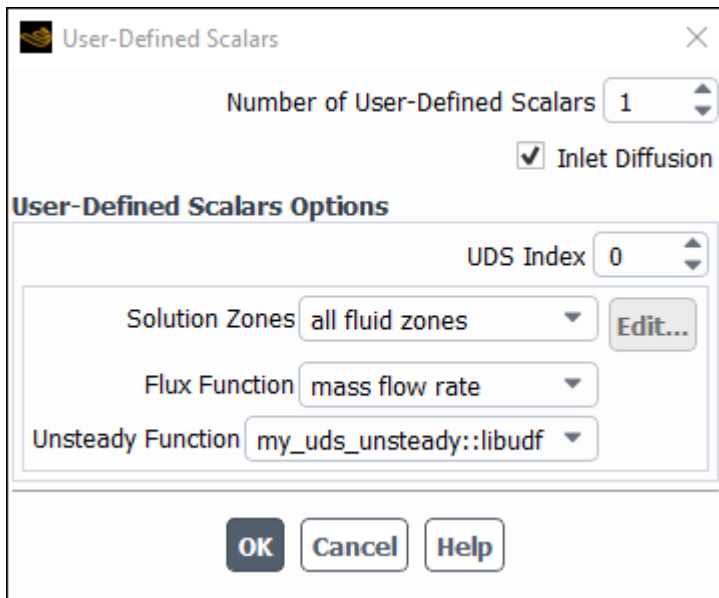 User-Defined Scalars
Number of User-Defined Scalars 1
Inlet Diffusion
User-Defined Scalars Options
UDS Index 0
Solution Zones all fluid zones Edit...
Flux Function mass flow rate
Unsteady Function my_uds_unsteady::libudf
OK Cancel Help